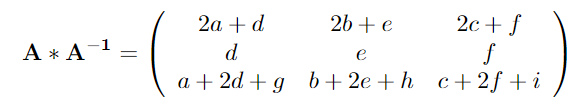 A ∗ A⁻¹ = ( 2a + d 2b + e 2c + f
d e f
a + 2d + g b + 2e + h c + 2f + i )